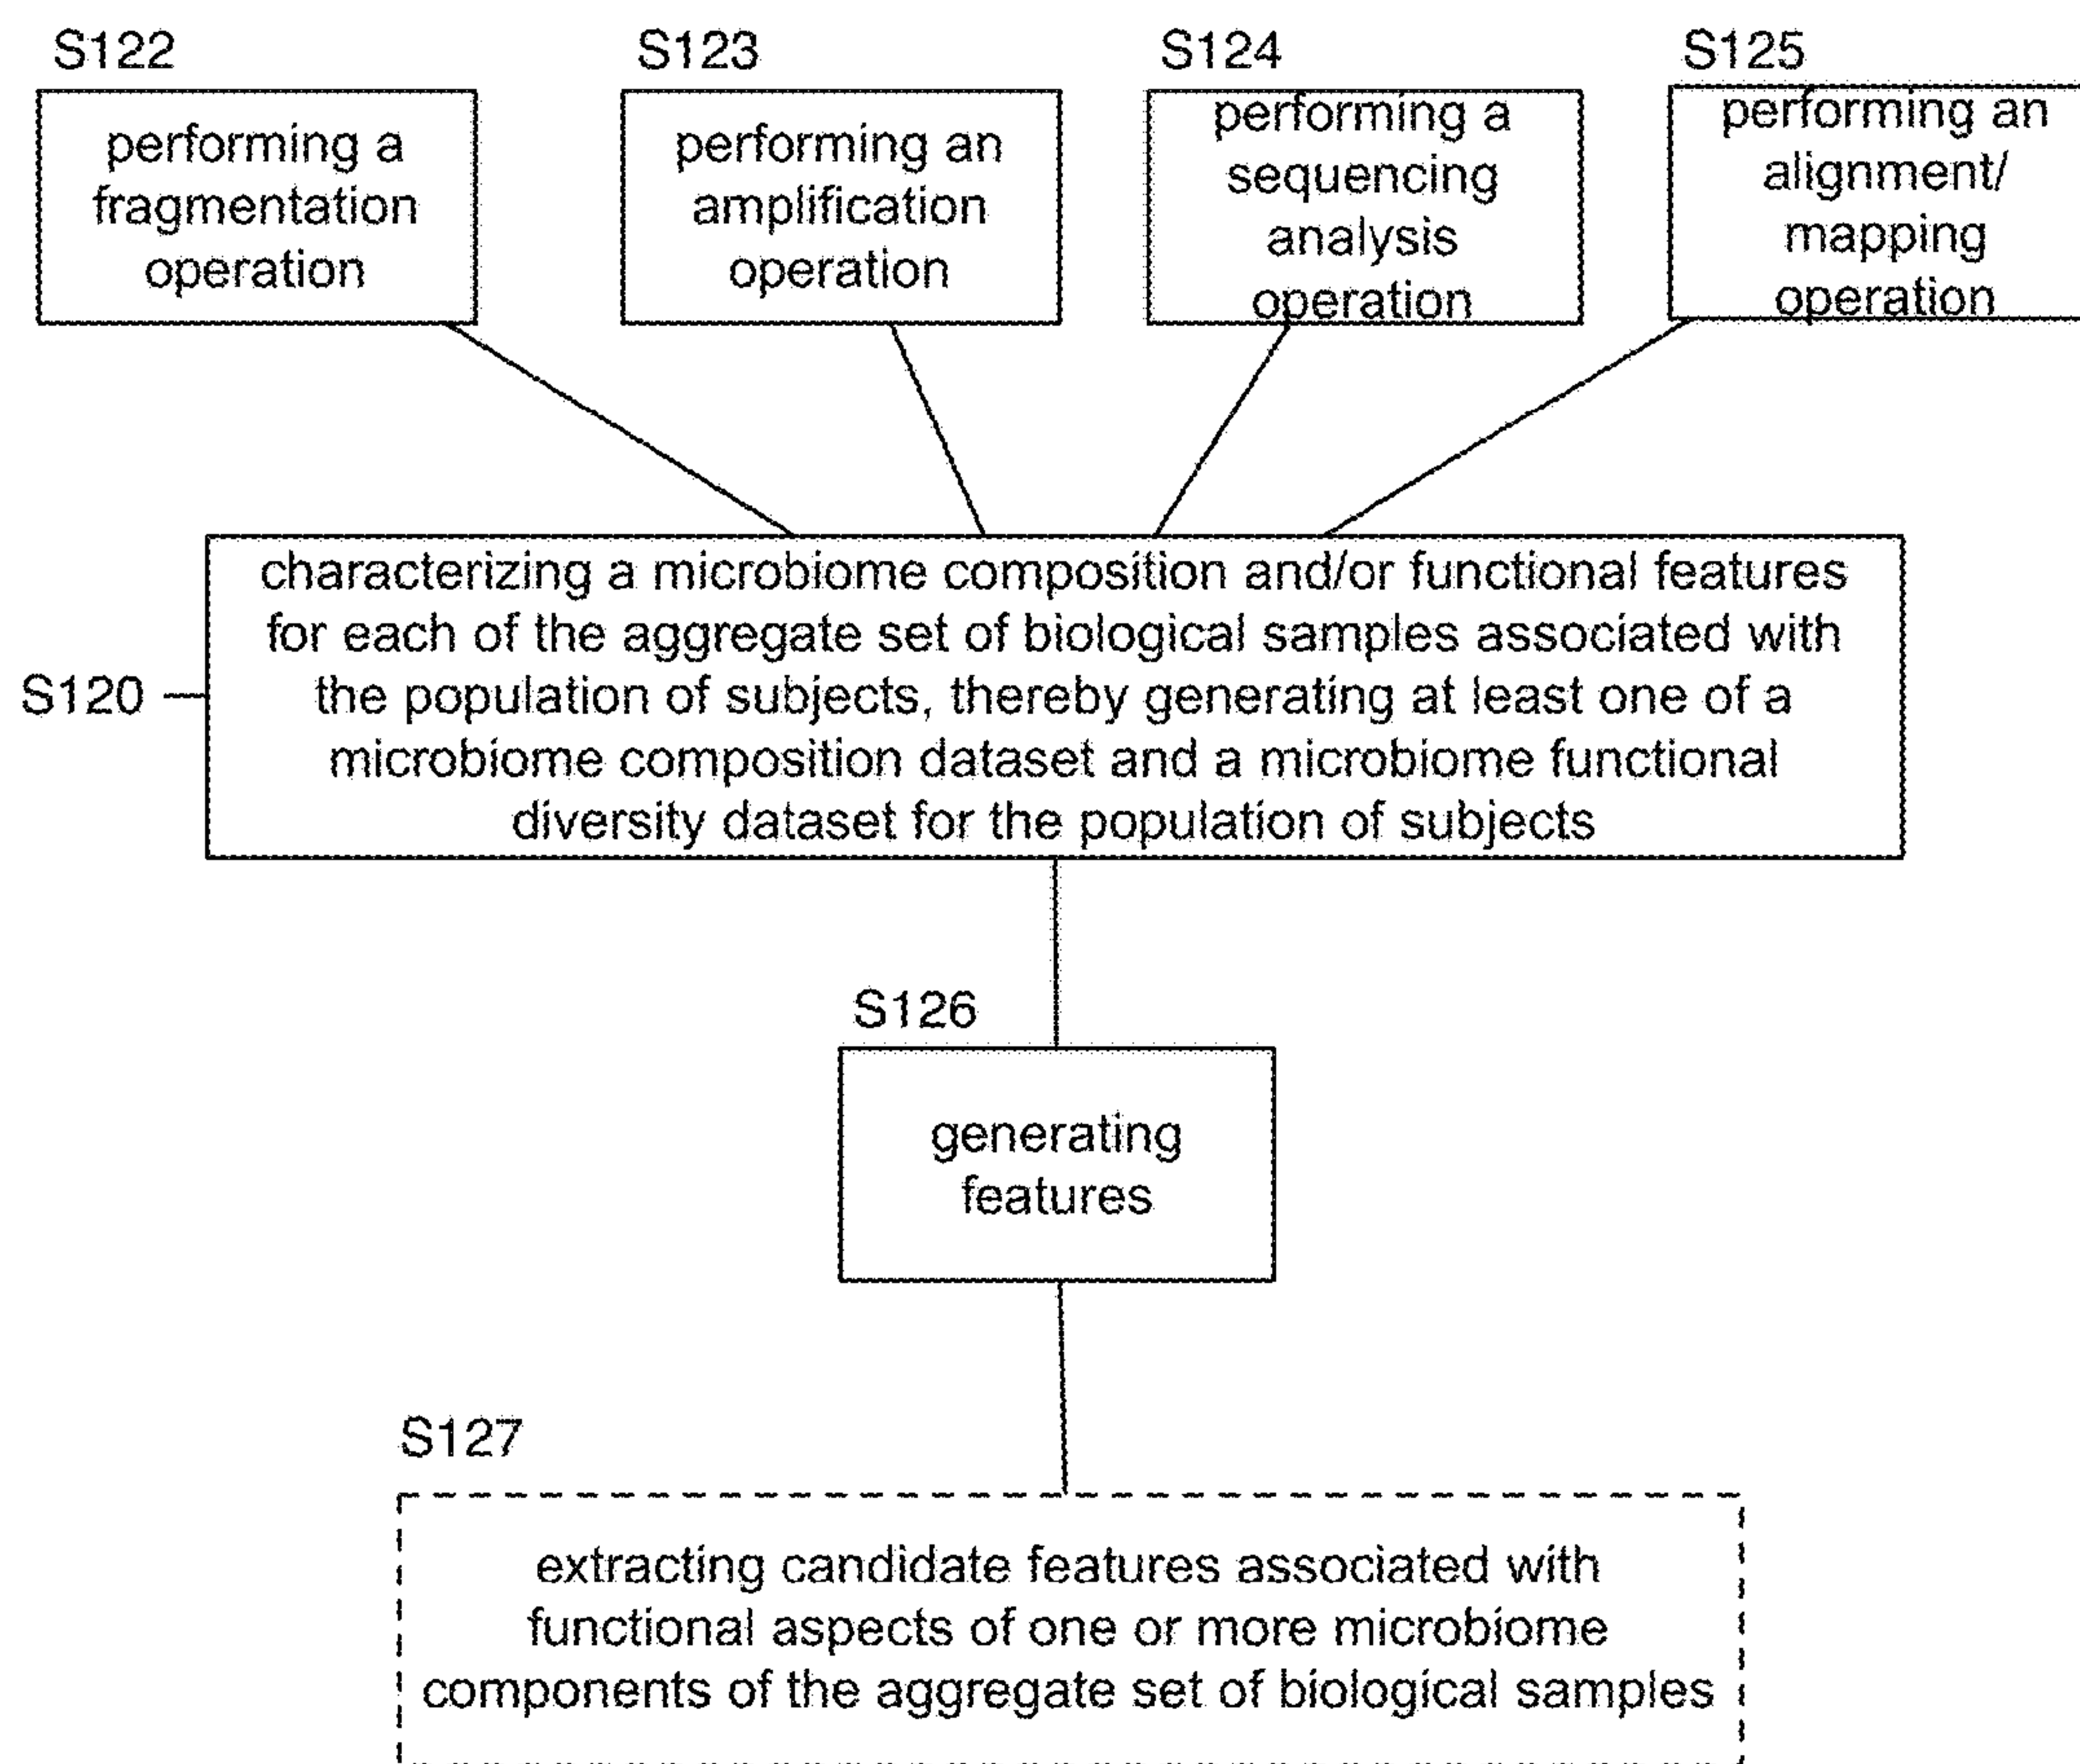 S122
performing a
fragmentation
operation
S123
performing an
amplification
operation
S124
performing a
sequencing
analysis
operation
S125
performing an
alignment/
mapping
operation
S120
characterizing a microbiome composition and/or functional features
for each of the aggregate set of biological samples associated with
the population of subjects, thereby generating at least one of a
microbiome composition dataset and a microbiome functional
diversity dataset for the population of subjects
S126
generating
features
S127
extracting candidate features associated with
functional aspects of one or more microbiome
components of the aggregate set of biological samples